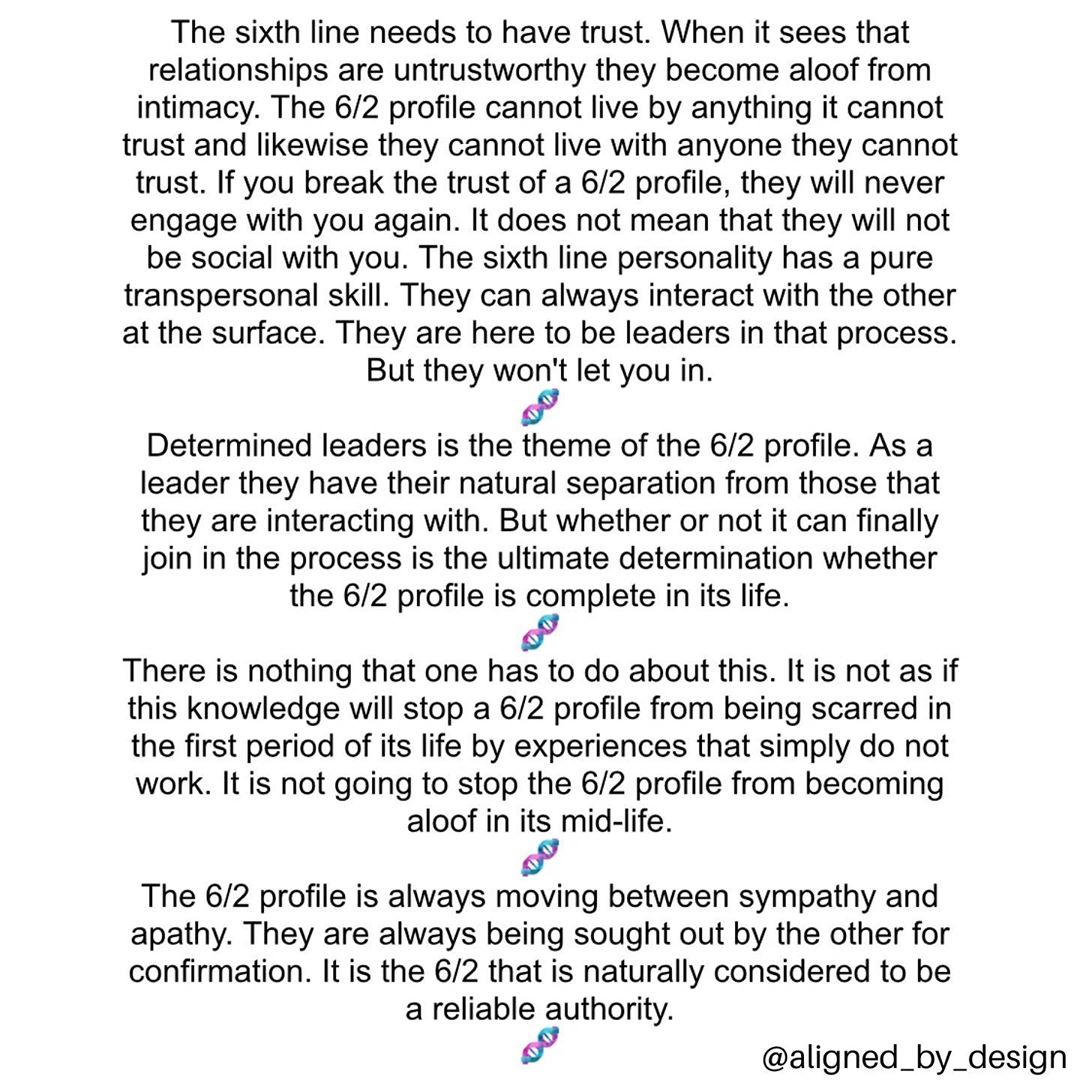 The sixth line needs to have trust. When it sees that
relationships are untrustworthy they become aloof from
intimacy. The 6/2 profile cannot live by anything it cannot
trust and likewise they cannot live with anyone they cannot
trust. If you break the trust of a 6/2 profile, they will never
engage with you again. It does not mean that they will not
be social with you. The sixth line personality has a pure
transpersonal skill. They can always interact with the other
at the surface. They are here to be leaders in that process.
But they won't let you in.
🧬
Determined leaders is the theme of the 6/2 profile. As a
leader they have their natural separation from those that
they are interacting with. But whether or not it can finally
join in the process is the ultimate determination whether
the 6/2 profile is complete in its life.
🧬
There is nothing that one has to do about this. It is not as if
this knowledge will stop a 6/2 profile from being scarred in
the first period of its life by experiences that simply do not
work. It is not going to stop the 6/2 profile from becoming
aloof in its mid-life.
🧬
The 6/2 profile is always moving between sympathy and
apathy. They are always being sought out by the other for
confirmation. It is the 6/2 that is naturally considered to be
a reliable authority.
🧬
@aligned_by_design